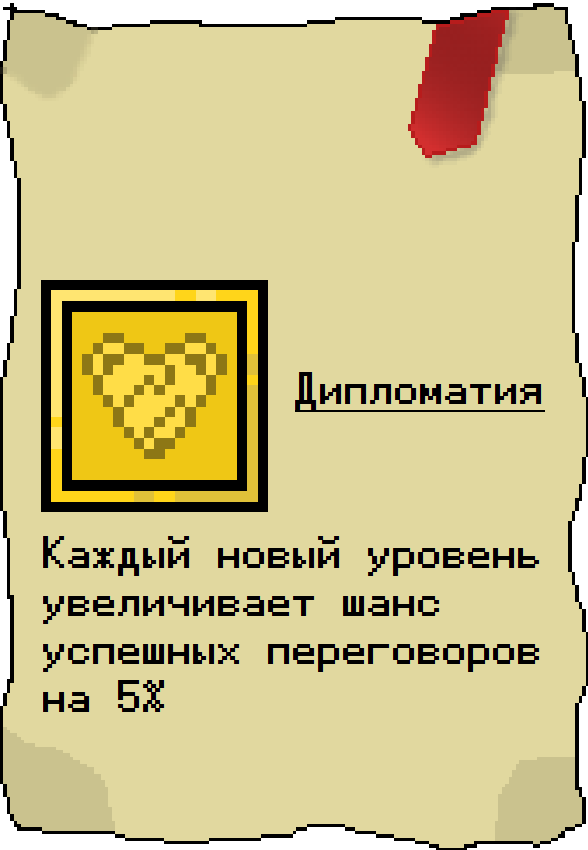 Дипломатия
Каждый новый уровень
увеличивает шанс
успешных переговоров
на 5%